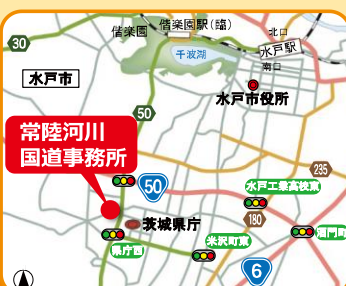 偕楽園
偕楽園駅(臨)
北口
水戸駅
南口
30
千波湖
水戸市
水戸市役所
50
常陸河川
国道事務所
235
50
水戸工業高校東
180
茨城県庁
酒門町
県庁西
米沢町東
6